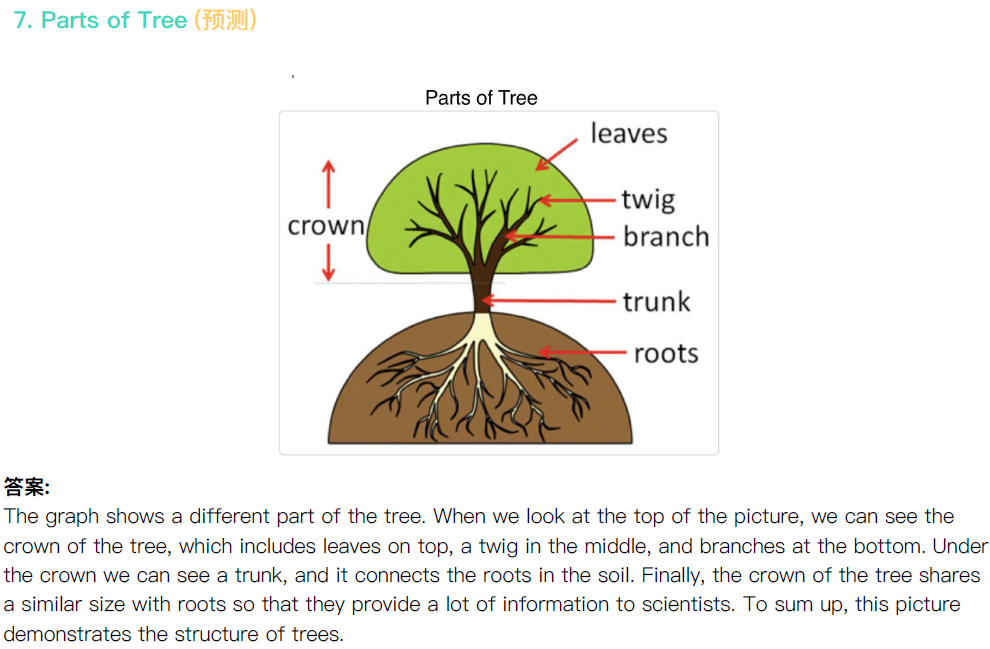 7. Parts of Tree (预测)
Parts of Tree
leaves
twig
crown
branch
trunk
roots
答案:
The graph shows a different part of the tree. When we look at the top of the picture, we can see the
crown of the tree, which includes leaves on top, a twig in the middle, and branches at the bottom. Under
the crown we can see a trunk, and it connects the roots in the soil. Finally, the crown of the tree shares
a similar size with roots so that they provide a lot of information to scientists. To sum up, this picture
demonstrates the structure of trees.